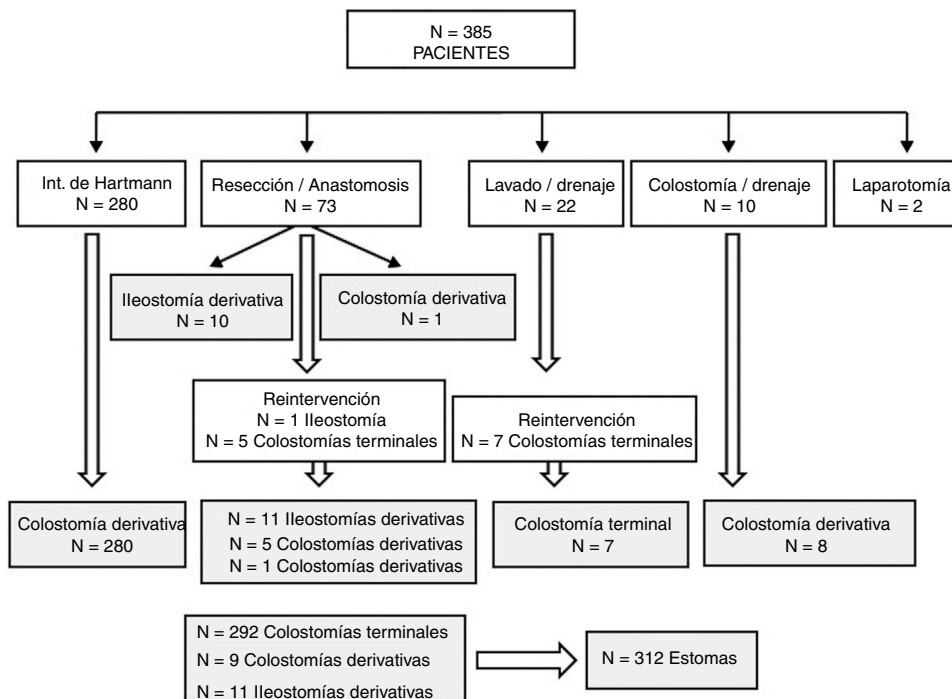 N = 385
PACIENTES
Int. de Hartmann
N = 280
Resección / Anastomosis
N = 73
Lavado / drenaje
N = 22
Colostomía / drenaje
N = 10
Laparotomía
N = 2
Ileostomía derivativa
N = 10
Colostomía derivativa
N = 1
Reintervención
N = 1 Ileostomía
N = 5 Colostomías terminales
Reintervención
N = 7 Colostomías terminales
Colostomía derivativa
N = 280
N = 11 Ileostomías derivativas
N = 5 Colostomías derivativas
N = 1 Colostomías derivativas
Colostomía terminal
N = 7
Colostomía derivativa
N = 8
N = 292 Colostomías terminales
N = 9 Colostomías derivativas
N = 11 Ileostomías derivativas
N = 312 Estomas